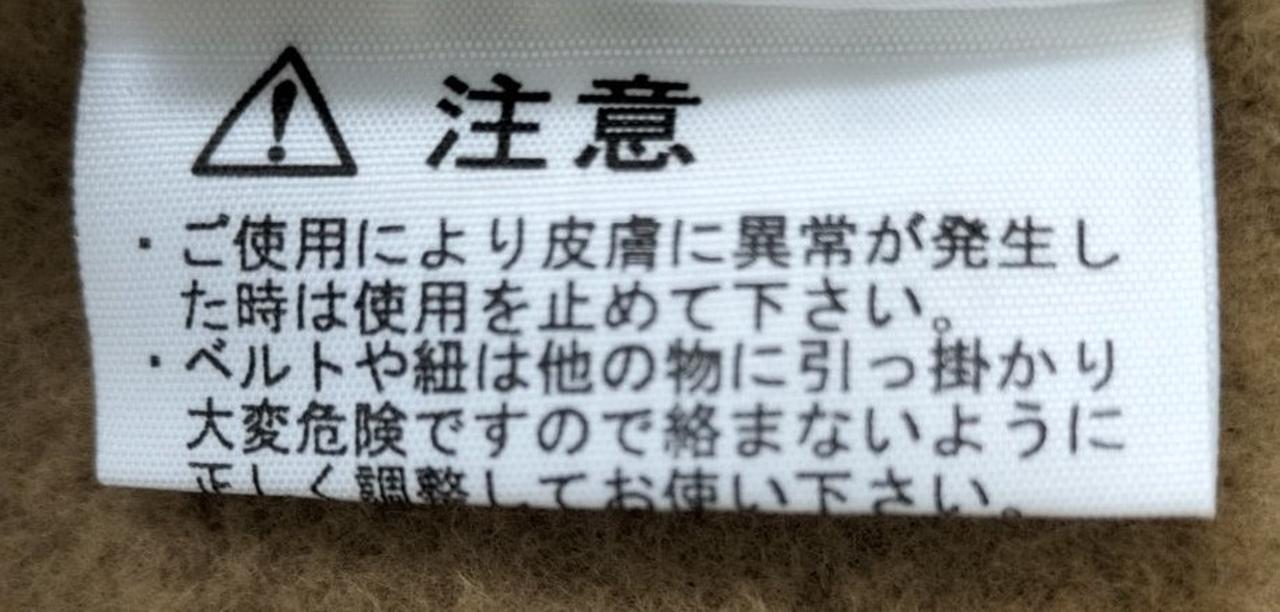 注意
・ご使用により皮膚に異常が発生し
た時は使用を止めて下さい。
・ベルトや紐は他の物に引っ掛かり
大変危険ですので絡まないように
正しく調整してお使い下さい。